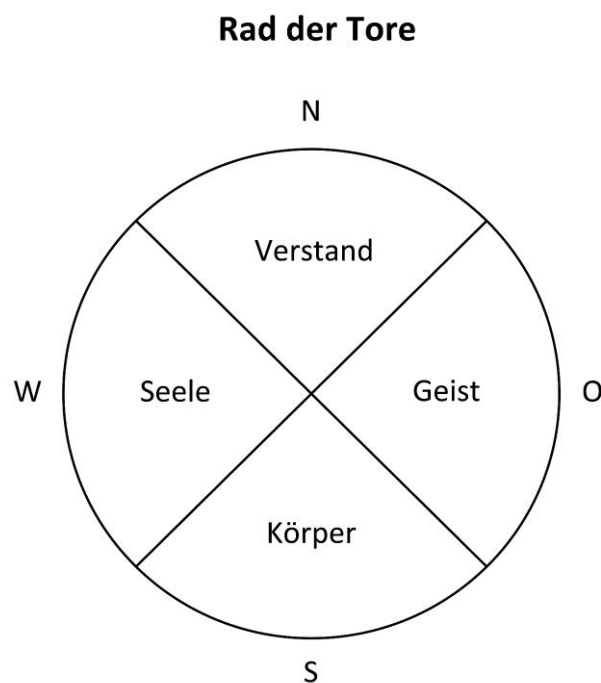 Rad der Tore
N
Verstand
W
Seele
Geist
O
Körper
S